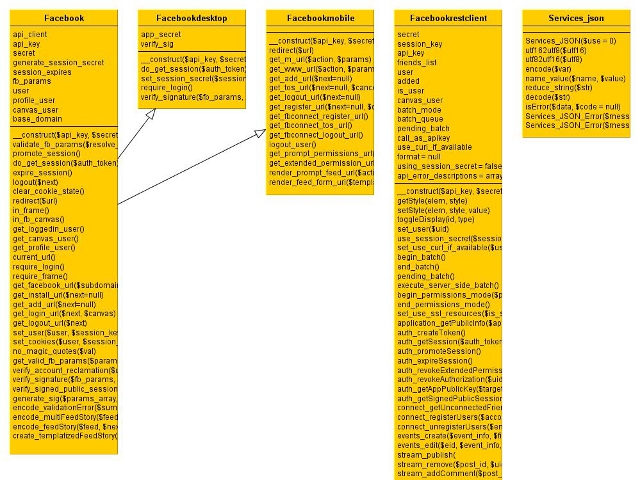 Facebook
api_client
api_key
secret
generate_session_secret
session_expires
fb_params
user
profile_user
canvas_user
base_domain
__construct($api_key, $secret
validate_fb_params($resolve_
promote_session()
do_get_session($auth_token)
expire_session()
logout($next)
clear_cookie_state()
redirect($url)
in_frame()
in_fb_canvas()
get_loggedin_user()
get_canvas_user()
get_profile_user()
current_url()
require_login()
require_frame()
get_facebook_url($subdomai
get_install_url($next=null)
get_add_url($next=null)
get_login_url($next, $canvas)
get_logout_url($next)
set_user($user, $session_ke
set_cookies($user, $session_
no_magic_quotes($val)
get_valid_fb_params($param
verify_account_reclamation($u
verify_signature($fb_params,
verify_signed_public_session
generate_sig($params_array,
encode_validationError($sum
encode_multiFeedStory($feed
encode_feedStory($feed, $nex
create_templatizedFeedStory(
Facebookdesktop
app_secret
verify_sig
__construct($api_key, $secret
do_get_session($auth_token)
set_session_secret($session
require_login()
verify_signature($fb_params,
Facebookmobile
__construct($api_key, $secret
redirect($url)
get_m_url($action, $params)
get_www_url($action, $param
get_add_url($next=null)
get_tos_url($next=null, $canc
get_logout_url($next=null)
get_register_url($next=null, $c
get_fbconnect_register_url()
get_fbconnect_tos_url()
get_fbconnect_logout_url()
logout_user()
get_prompt_permissions_url
get_extended_permission_url
render_prompt_feed_url($acti
render_feed_form_url($templ
Facebookrestclient
secret
session_key
api_key
friends_list
user
added
is_user
canvas_user
batch_mode
batch_queue
pending_batch
call_as_apikey
use_curl_if_available
format = null
using_session_secret = false
api_error_descriptions = array
__construct($api_key, $secret
getStyle(elem, style)
setStyle(elem, style, value)
toggleDisplay(id, type)
set_user($uid)
use_session_secret($session
set_use_curl_if_available($us
begin_batch()
end_batch()
pending_batch()
execute_server_side_batch()
begin_permissions_mode($p
end_permissions_mode()
set_use_ssl_resources($is_s
application_getPublicInfo($ap
auth_createToken()
auth_getSession($auth_token
auth_promoteSession()
auth_expireSession()
auth_revokeExtendedPermiss
auth_revokeAuthorization($uid
auth_getAppPublicKey($target
auth_getSignedPublicSession
connect_getUnconnectedFrien
connect_registerUsers($acco
connect_unregisterUsers($en
events_create($event_info, $fi
events_edit($eid, $event_info,
stream_publish(
stream_remove($post_id, $ui
stream_addComment($post_
Services_json
Services_JSON($use = 0)
utf162utf8($utf16)
utf82utf16($utf8)
encode($var)
name_value($name, $value)
reduce_string($str)
decode($str)
isError($data, $code = null)
Services_JSON_Error($mess
Services_JSON_Error($mess